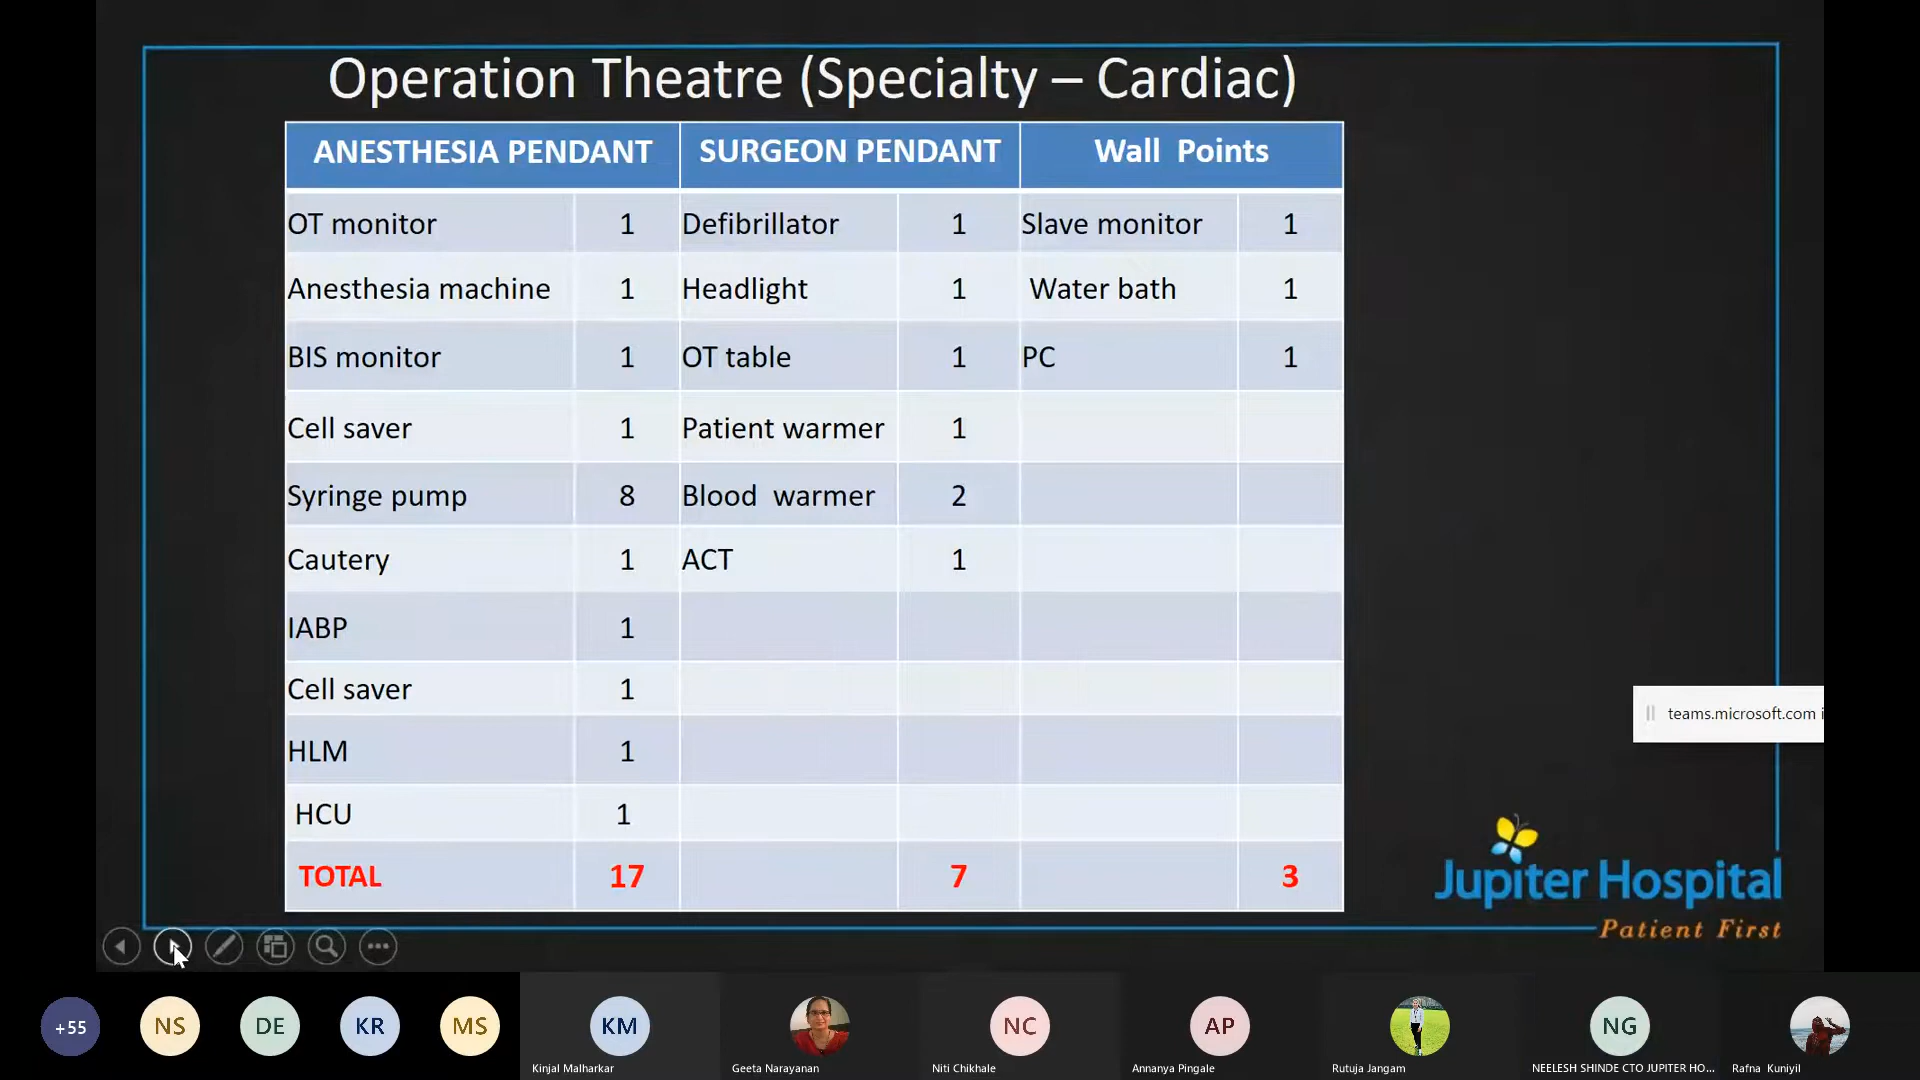 Operation Theatre (Specialty – Cardiac)
ANESTHESIA PENDANT SURGEON PENDANT Wall Points
OT monitor 1 Defibrillator 1 Slave monitor 1
Anesthesia machine 1 Headlight 1 Water bath 1
BIS monitor 1 OT table 1 PC 1
Cell saver 1 Patient warmer 1
Syringe pump 8 Blood warmer 2
Cautery 1 ACT 1
IABP 1
Cell saver 1
HLM 1
HCU 1
TOTAL 17 7 3
teams.microsoft.com i
Jupiter Hospital
Patient First
+55 NS DE KR MS KM NC AP NG
Kinjal Malharkar Geeta Narayanan Niti Chikhale Annanya Pingale Rutuja Jangam NEELESH SHINDE CTO JUPITER HO... Rafna Kuniyil